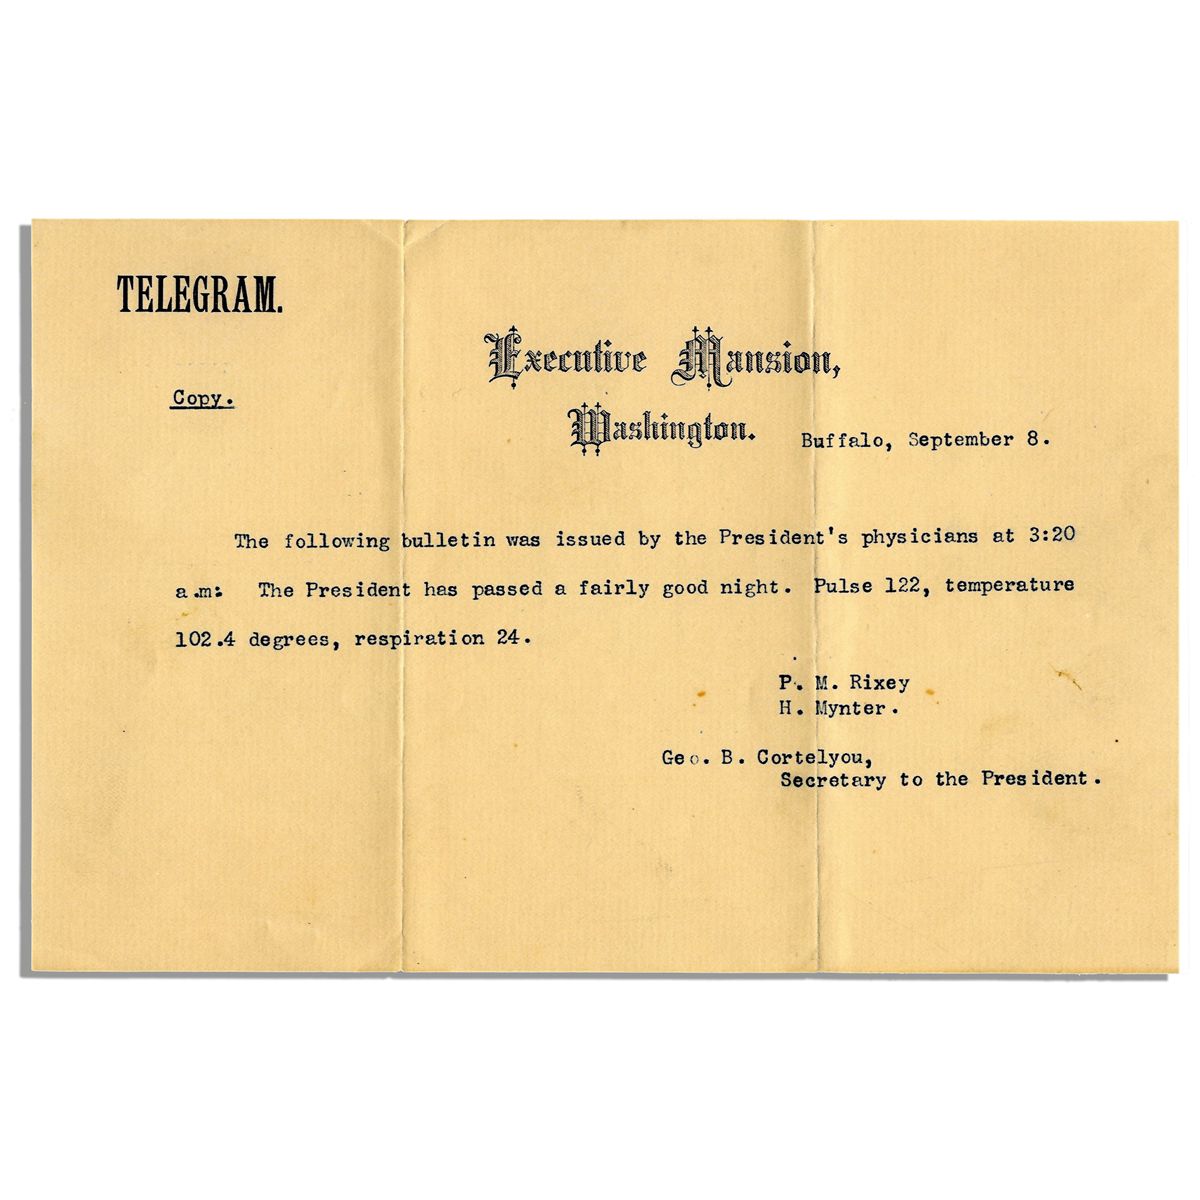 TELEGRAM.
Executive Mansion,
Copy.
Washington.
Buffalo, September 8.
The following bulletin was issued by the President's physicians at 3:20
a.m: The President has passed a fairly good night. Pulse 122, temperature
102.4 degrees, respiration 24.
P. M. Rixey
H. Mynter.
Geo. B. Cortelyou,
Secretary to the President.